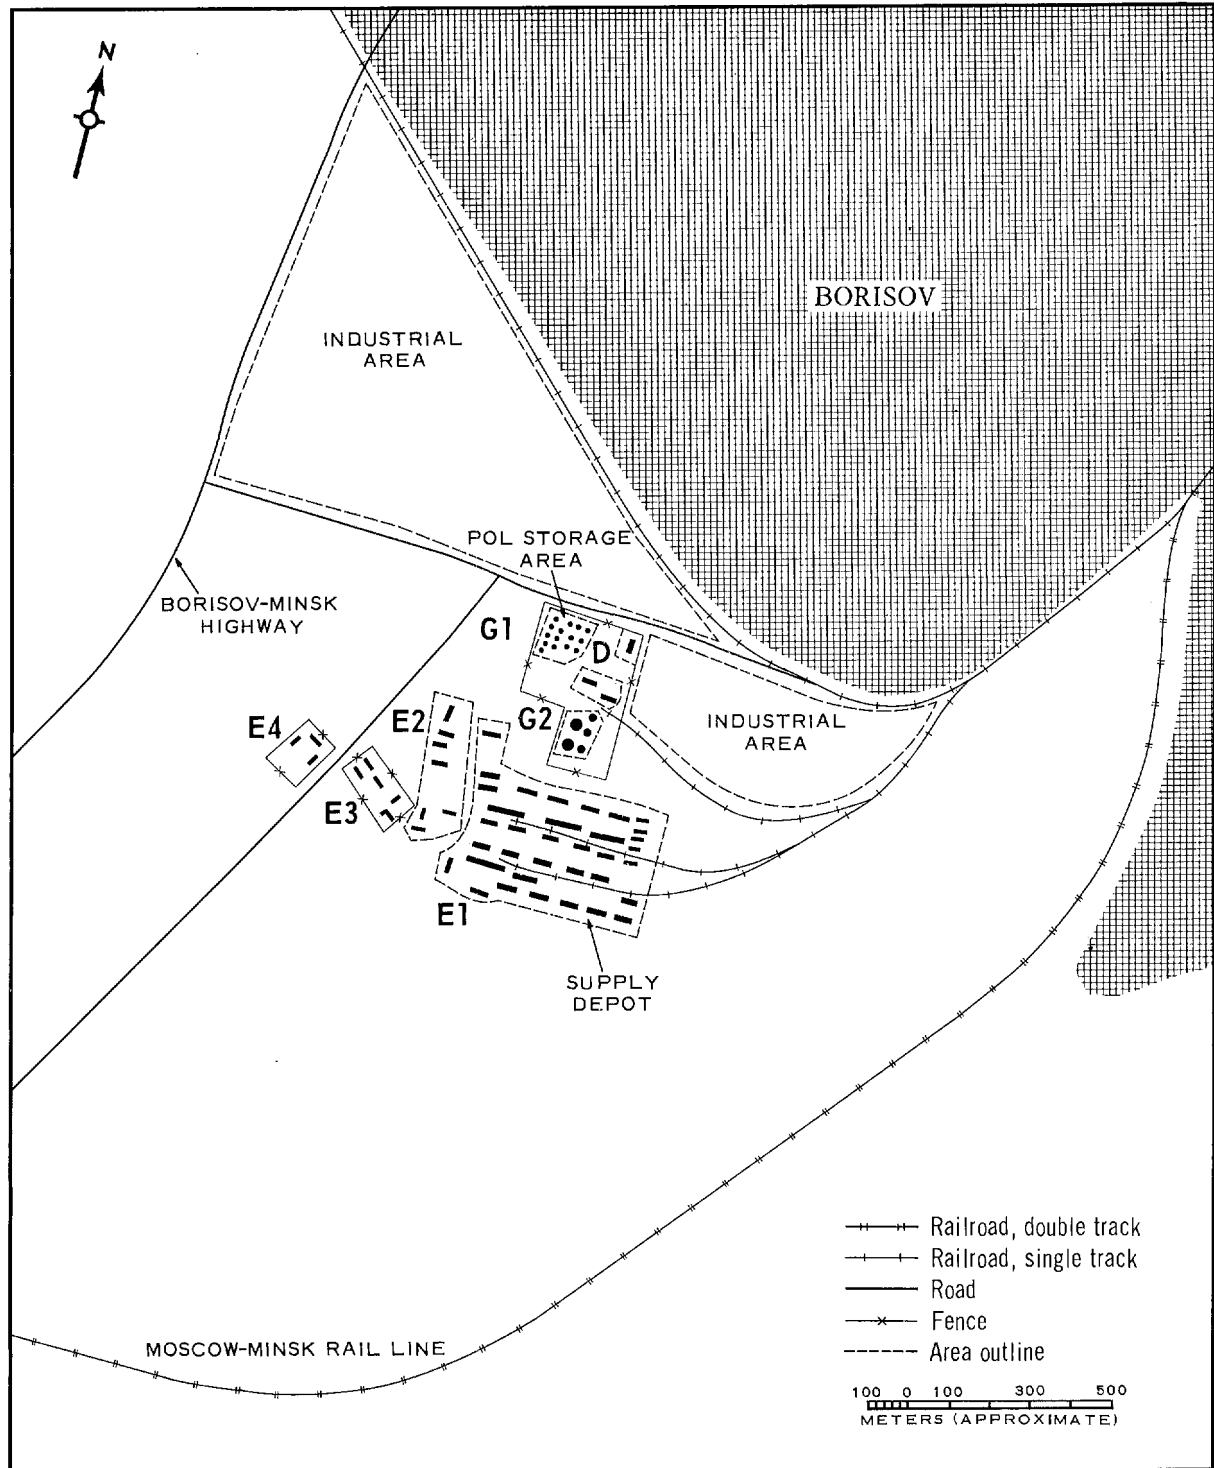 N
BORISOV
INDUSTRIAL
AREA
POL STORAGE
AREA
BORISOV-MINSK
HIGHWAY
G1
D
E4
E2
G2
INDUSTRIAL
AREA
E3
E1
SUPPLY
DEPOT
Railroad, double track
Railroad, single track
Road
Fence
Area outline
MOSCOW-MINSK RAIL LINE
100 0 100 300 500
METERS (APPROXIMATE)